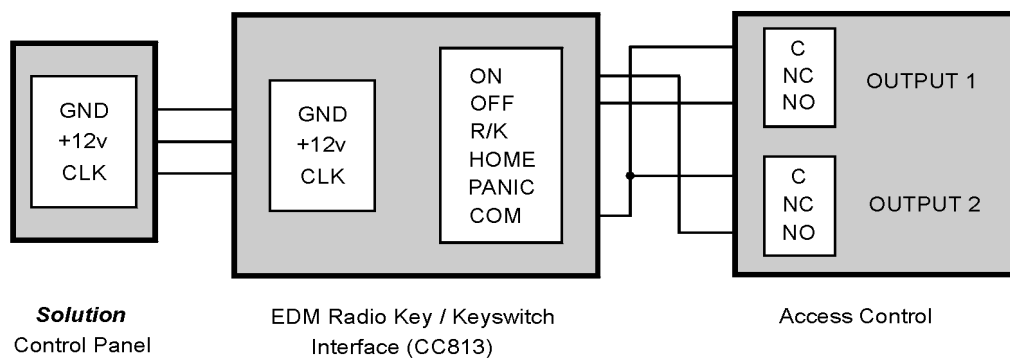 GND
+12v
CLK
GND
+12v
CLK
ON
OFF
R/K
HOME
PANIC
COM
C
NC
NO
OUTPUT 1
C
NC
NO
OUTPUT 2
Solution
Control Panel
EDM Radio Key / Keyswitch
Interface (CC813)
Access Control